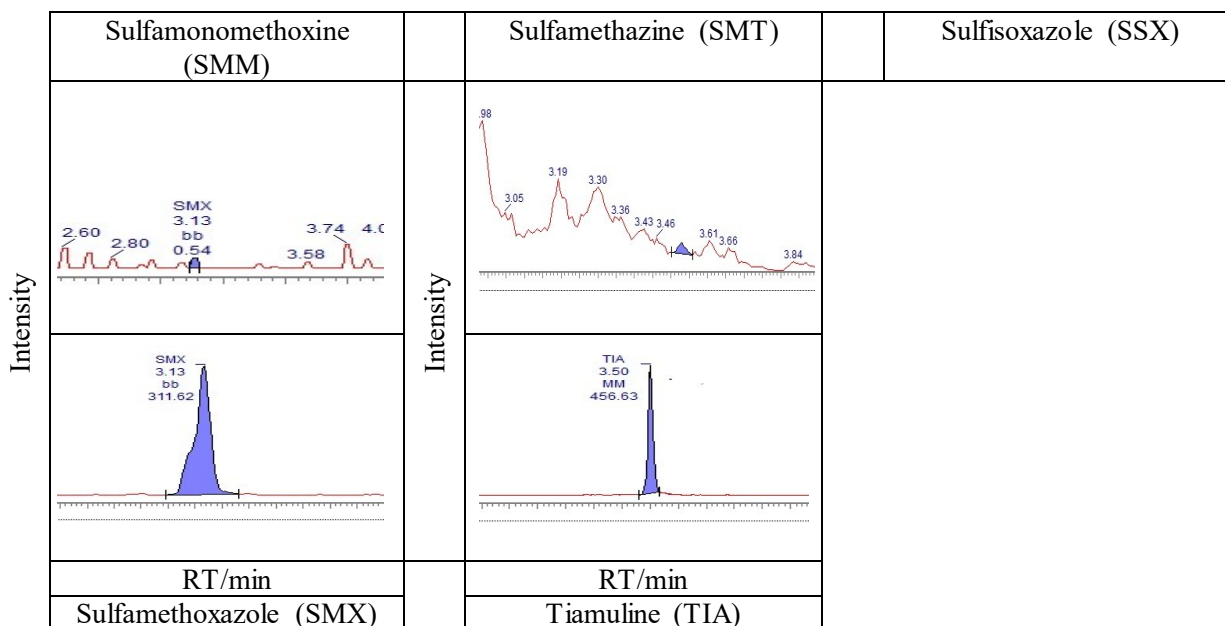 Sulfamonomethoxine
(SMM)
Sulfamethazine (SMT)
Sulfisoxazole (SSX)
Intensity
2.60
2.80
SMX
3.13
bb
0.54
3.58
3.74
4.0
Intensity
.98
3.05
3.19
3.30
3.36
3.43
3.46
3.61
3.66
3.84
SMX
3.13
bb
311.62
TIA
3.50
MM
456.63
RT/min
RT/min
Sulfamethoxazole (SMX)
Tiamuline (TIA)